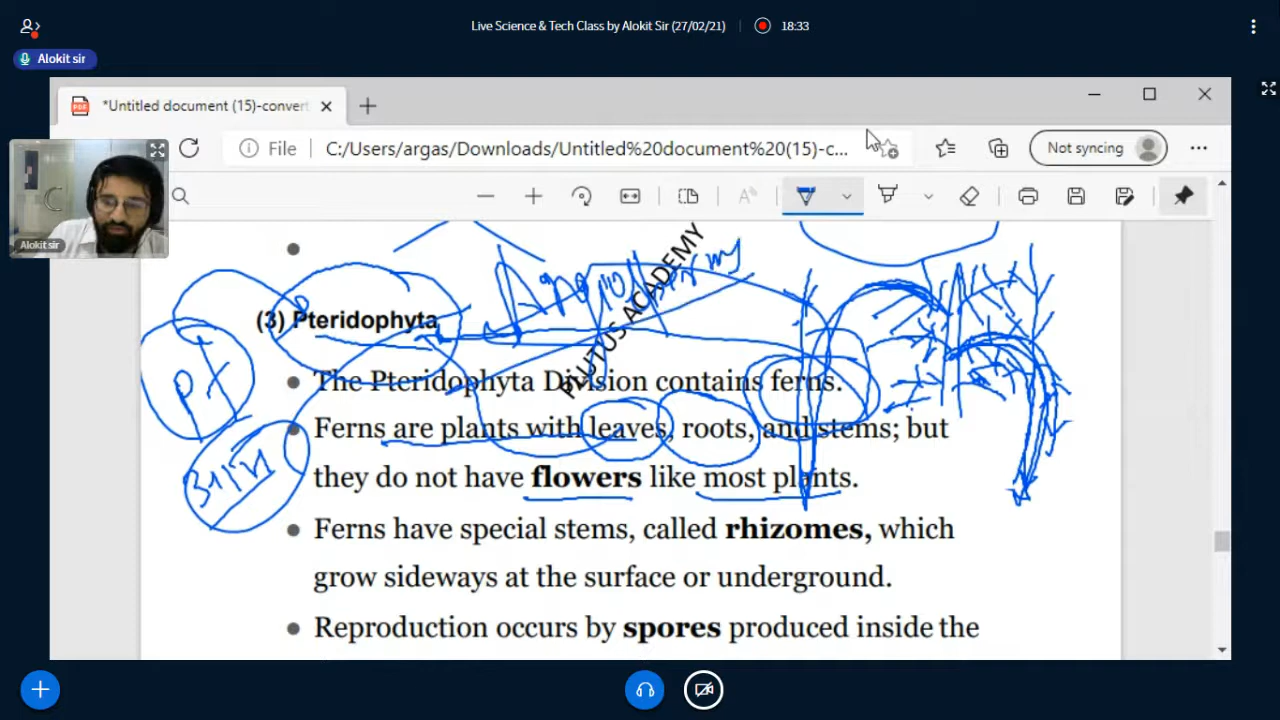 Live Science & Tech Class by Alokit Sir (27/02/21) 18:33
Alokit sir
*Untitled document (15)-convert
File C:/Users/argas/Downloads/Untitled%20document%20(15)-c... Not syncing
Alokit sir
PLUTUS ACADEMY
(3) Pteridophyta
The Pteridophyta Division contains ferns.
Ferns are plants with leaves, roots, and stems; but
they do not have flowers like most plants.
Ferns have special stems, called rhizomes, which
grow sideways at the surface or underground.
Reproduction occurs by spores produced inside the